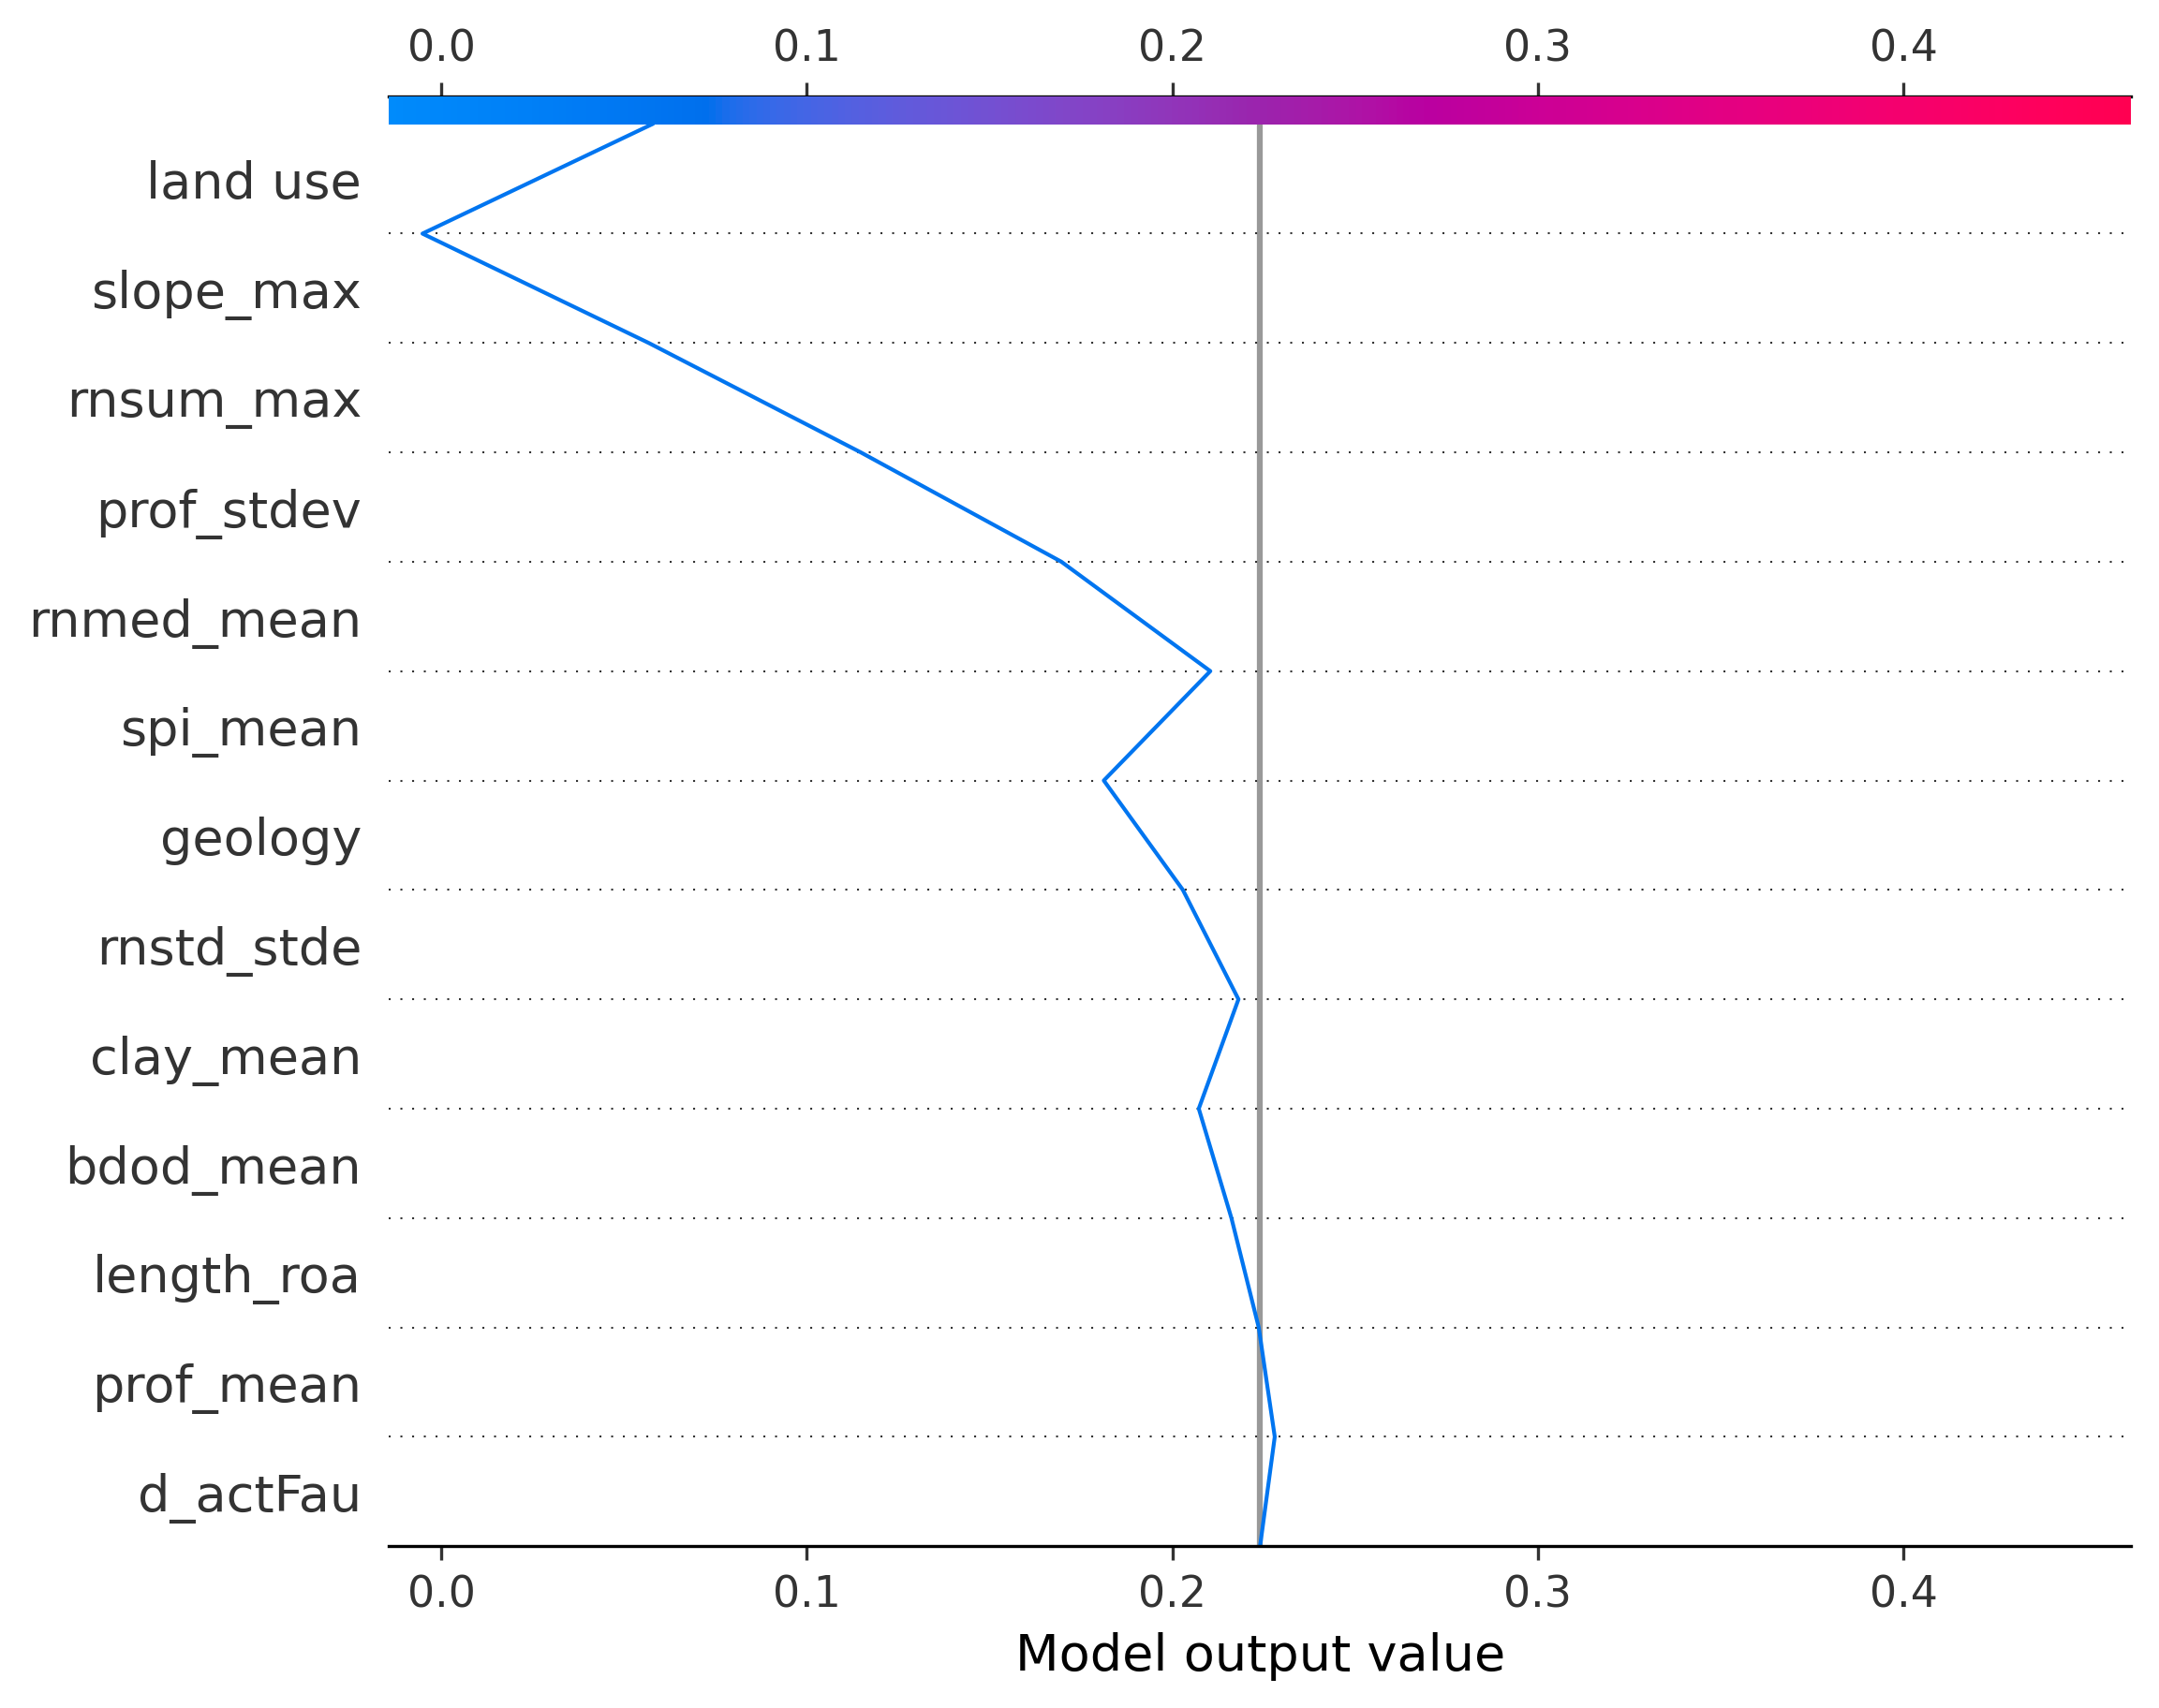 0.0 0.1 0.2 0.3 0.4
land use
slope_max
rnsum_max
prof_stdev
rnmed_mean
spi_mean
geology
rnstd_stde
clay_mean
bdod_mean
length_roa
prof_mean
d_actFau
0.0 0.1 0.2 0.3 0.4
Model output value